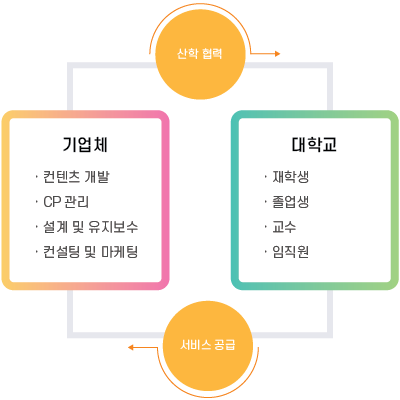 산학 협력
기업체
· 컨텐츠 개발
· CP 관리
· 설계 및 유지보수
· 컨설팅 및 마케팅
대학교
· 재학생
· 졸업생
· 교수
· 임직원
서비스 공급